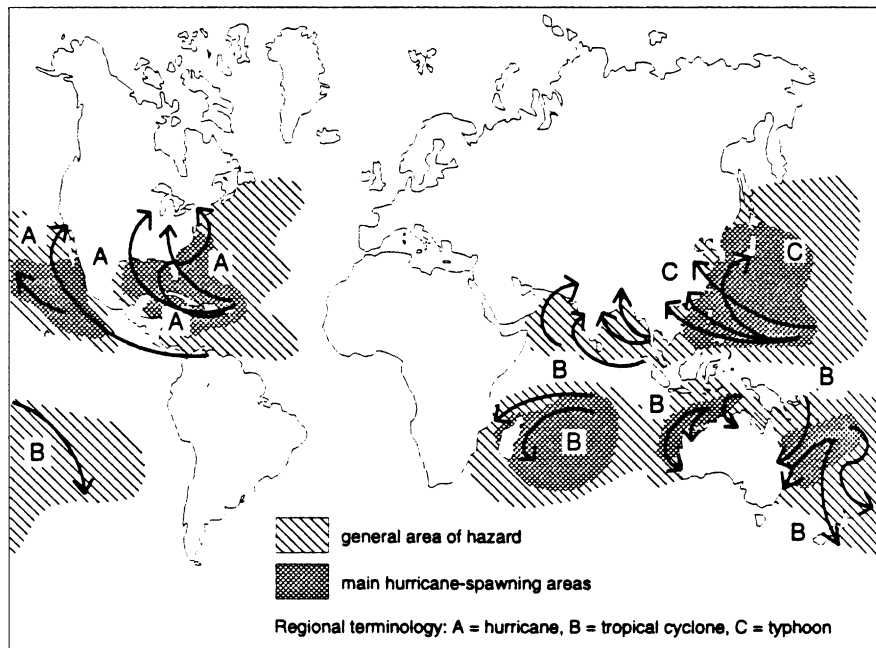 A
A
A
A
A
C
C
B
B
B
B
B
B
general area of hazard
main hurricane-spawning areas
Regional terminology: A = hurricane, B = tropical cyclone, C = typhoon